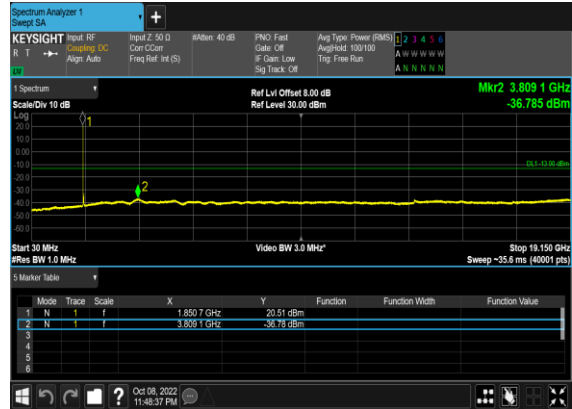 Spectrum Analyzer 1
Swept SA
+
KEYSIGHT
R T
Input: RF
Coupling: DC
Align: Auto
Input Z: 50 Ω
Corr CCorr
Freq Ref: Int (S)
#Atten: 40 dB
PNO: Fast
Gate: Off
IF Gain: Low
Sig Track: Off
Avg Type: Power (RMS)
Avg|Hold: 100/100
Trig: Free Run
1 2 3 4 5 6
A W W W W W
A N N N N N
1 Spectrum
Scale/Div 10 dB
Ref Lvl Offset 8.00 dB
Ref Level 30.00 dBm
Mkr2 3.809 1 GHz
-36.785 dBm
Log
20.0
10.0
0.00
-10.0
-20.0
-30.0
-40.0
-50.0
-60.0
1
2
DL1 -13.00 dBm
Start 30 MHz
#Res BW 1.0 MHz
Video BW 3.0 MHz*
Stop 19.150 GHz
Sweep ~35.6 ms (40001 pts)
5 Marker Table
Mode Trace Scale X Y Function Function Width Function Value
1 N 1 f 1.850 7 GHz 20.51 dBm
2 N 1 f 3.809 1 GHz -36.78 dBm
3
4
5
6
?
Oct 08, 2022
11:48:37 PM